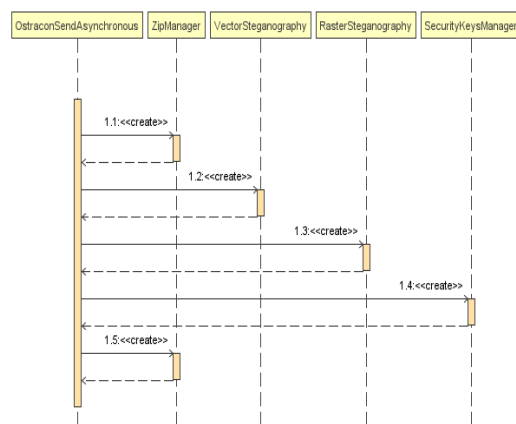 OstraconSendAsynchronous
ZipManager
VectorSteganography
RasterSteganography
SecurityKeysManager
1.1:<<create>>
1.2:<<create>>
1.3:<<create>>
1.4:<<create>>
1.5:<<create>>